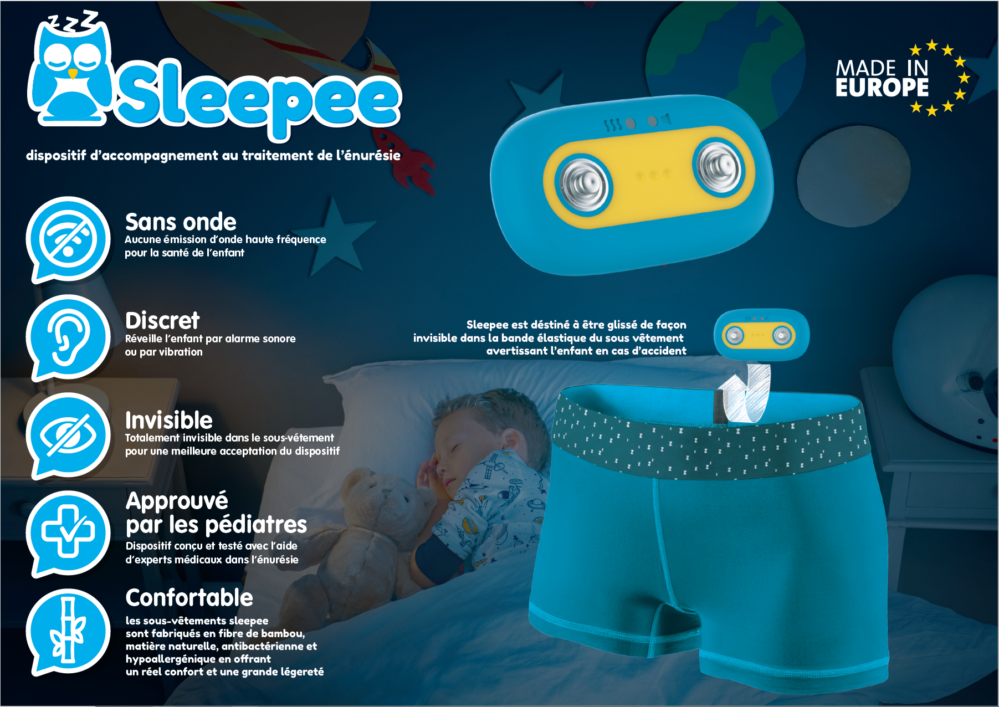 zzz
Sleepee
dispositif d'accompagnement au traitement de l'énurésie
MADE IN
EUROPE
Sans onde
Aucune émission d'onde haute fréquence
pour la santé de l'enfant
Discret
Réveille l'enfant par alarme sonore
ou par vibration
Sleepee est déstiné à être glissé de façon
invisible dans la bande élastique du sous vêtement
avertissant l'enfant en cas d'accident
Invisible
Totalement invisible dans le sous-vétement
pour une meilleure acceptation du dispositif
Approuvé
par les pédiatres
Dispositif conçu et testé avec l'aide
d'experts médicaux dans l'énurésie
Confortable
les sous-vêtements sleepee
sont fabriqués en fibre de bambou,
matière naturelle, antibactérienne et
hypoallergénique en offrant
un réel confort et une grande légereté